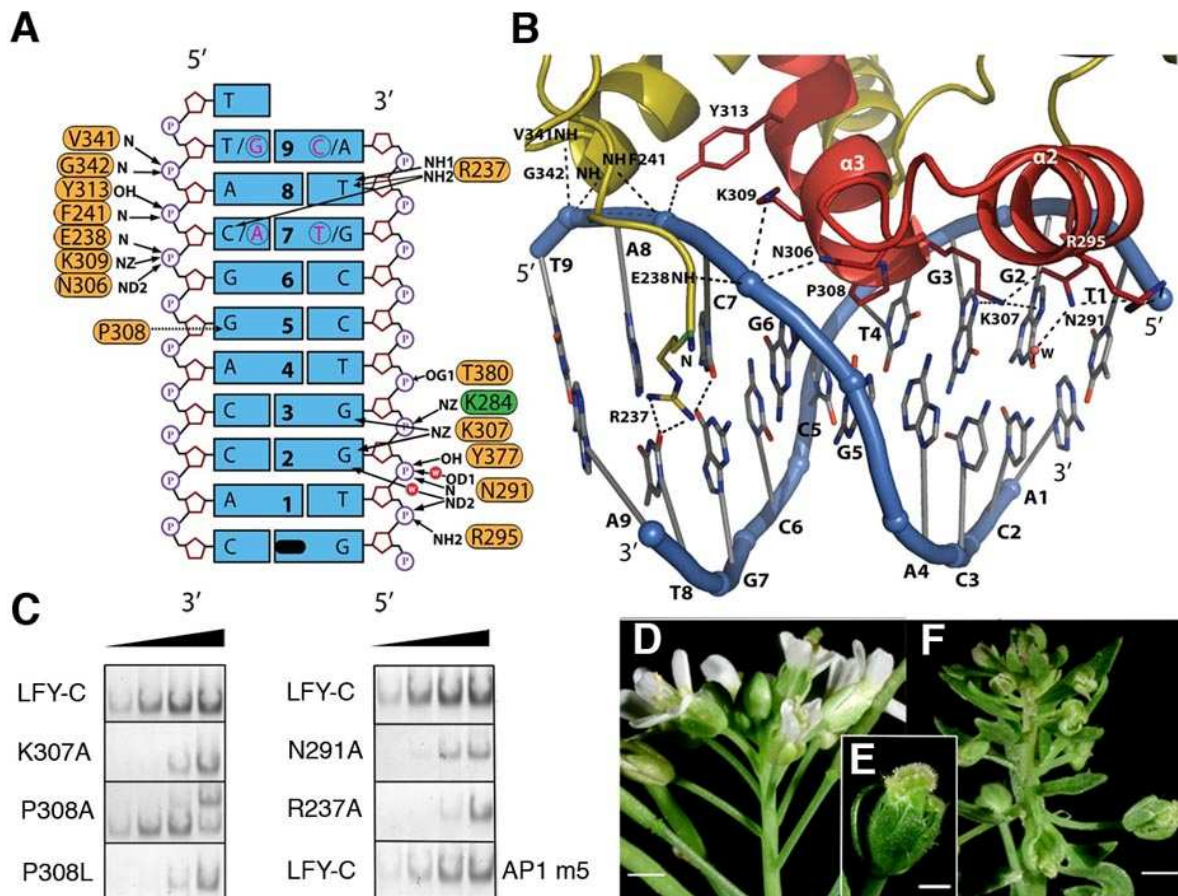 A
5′
3′
T
T/G 9 C/A
A 8 T
C/A 7 T/G
G 6 C
G 5 C
A 4 T
C 3 G
C 2 G
A 1 T
C G
P
V341 N
G342 N
Y313 OH
F241 N
E238 N
K309 NZ
N306 ND2
P308
NH1
NH2 R237
OG1 T380
NZ K284
NZ K307
OH Y377
W OD1
N N291
W ND2
NH2 R295
3′
5′
B
Y313
V341NH
NH F241
G342
NH
α3
α2
K309
5′
A8
R295
T9
N306
E238NH
C7
G3
G2
P308
T1
G6
T4
K307
N291
5′
N
W
R237
C5
G5
3′
A9
C6
A1
3′
C2
T8
G7
A4
C3
C
LFY-C
K307A
P308A
P308L
LFY-C
N291A
R237A
LFY-C AP1 m5
D
E
F